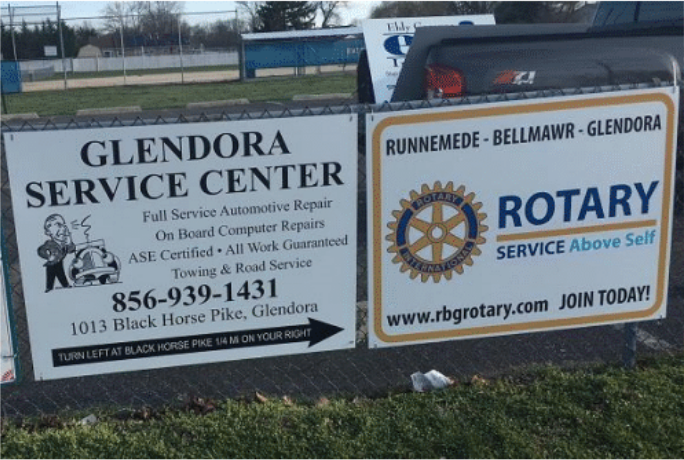 GLENDORA
SERVICE CENTER
Full Service Automotive Repair
On Board Computer Repairs
ASE Certified • All Work Guaranteed
Towing & Road Service
856-939-1431
1013 Black Horse Pike, Glendora
TURN LEFT AT BLACK HORSE PIKE 1/4 MI ON YOUR RIGHT
RUNNEMEDE - BELLMAWR - GLENDORA
ROTARY
INTERNATIONAL
ROTARY
SERVICE Above Self
www.rbgrotary.com JOIN TODAY!
Z71